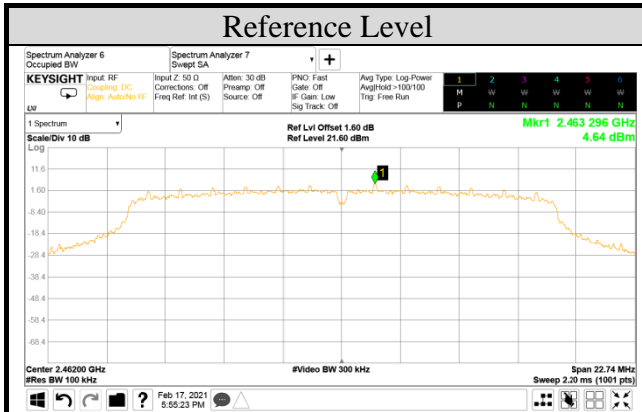 Reference Level
Spectrum Analyzer 6
Occupied BW
Spectrum Analyzer 7
Swept SA
KEYSIGHT
Input: RF
Coupling: DC
Align: Auto/No RF
Input Z: 50 Ω
Corrections: Off
Freq Ref: Int (S)
Atten: 30 dB
Preamp: Off
Source: Off
PNO: Fast
Gate: Off
IF Gain: Low
Sig Track: Off
Avg Type: Log-Power
Avg|Hold >100/100
Trig: Free Run
1 2 3 4 5 6
M W W W W W
P N N N N N
LXI
1 Spectrum
Scale/Div 10 dB
Ref Lvl Offset 1.60 dB
Ref Level 21.60 dBm
Mkr1 2.463 296 GHz
4.64 dBm
Log
1
11.6
1.60
-8.40
-18.4
-28.4
-38.4
-48.4
-58.4
-68.4
Center 2.46200 GHz
#Res BW 100 kHz
#Video BW 300 kHz
Span 22.74 MHz
Sweep 2.20 ms (1001 pts)
Feb 17, 2021
5:55:23 PM